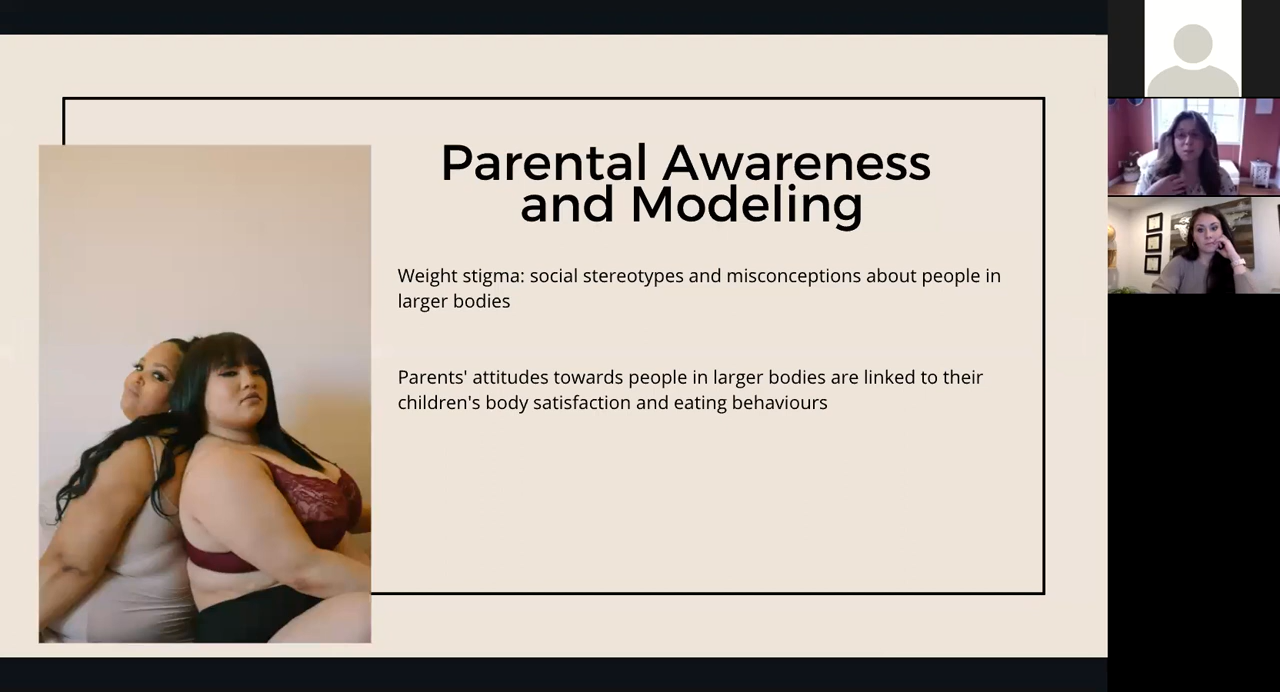 Parental Awareness
and Modeling
Weight stigma: social stereotypes and misconceptions about people in
larger bodies
Parents' attitudes towards people in larger bodies are linked to their
children's body satisfaction and eating behaviours